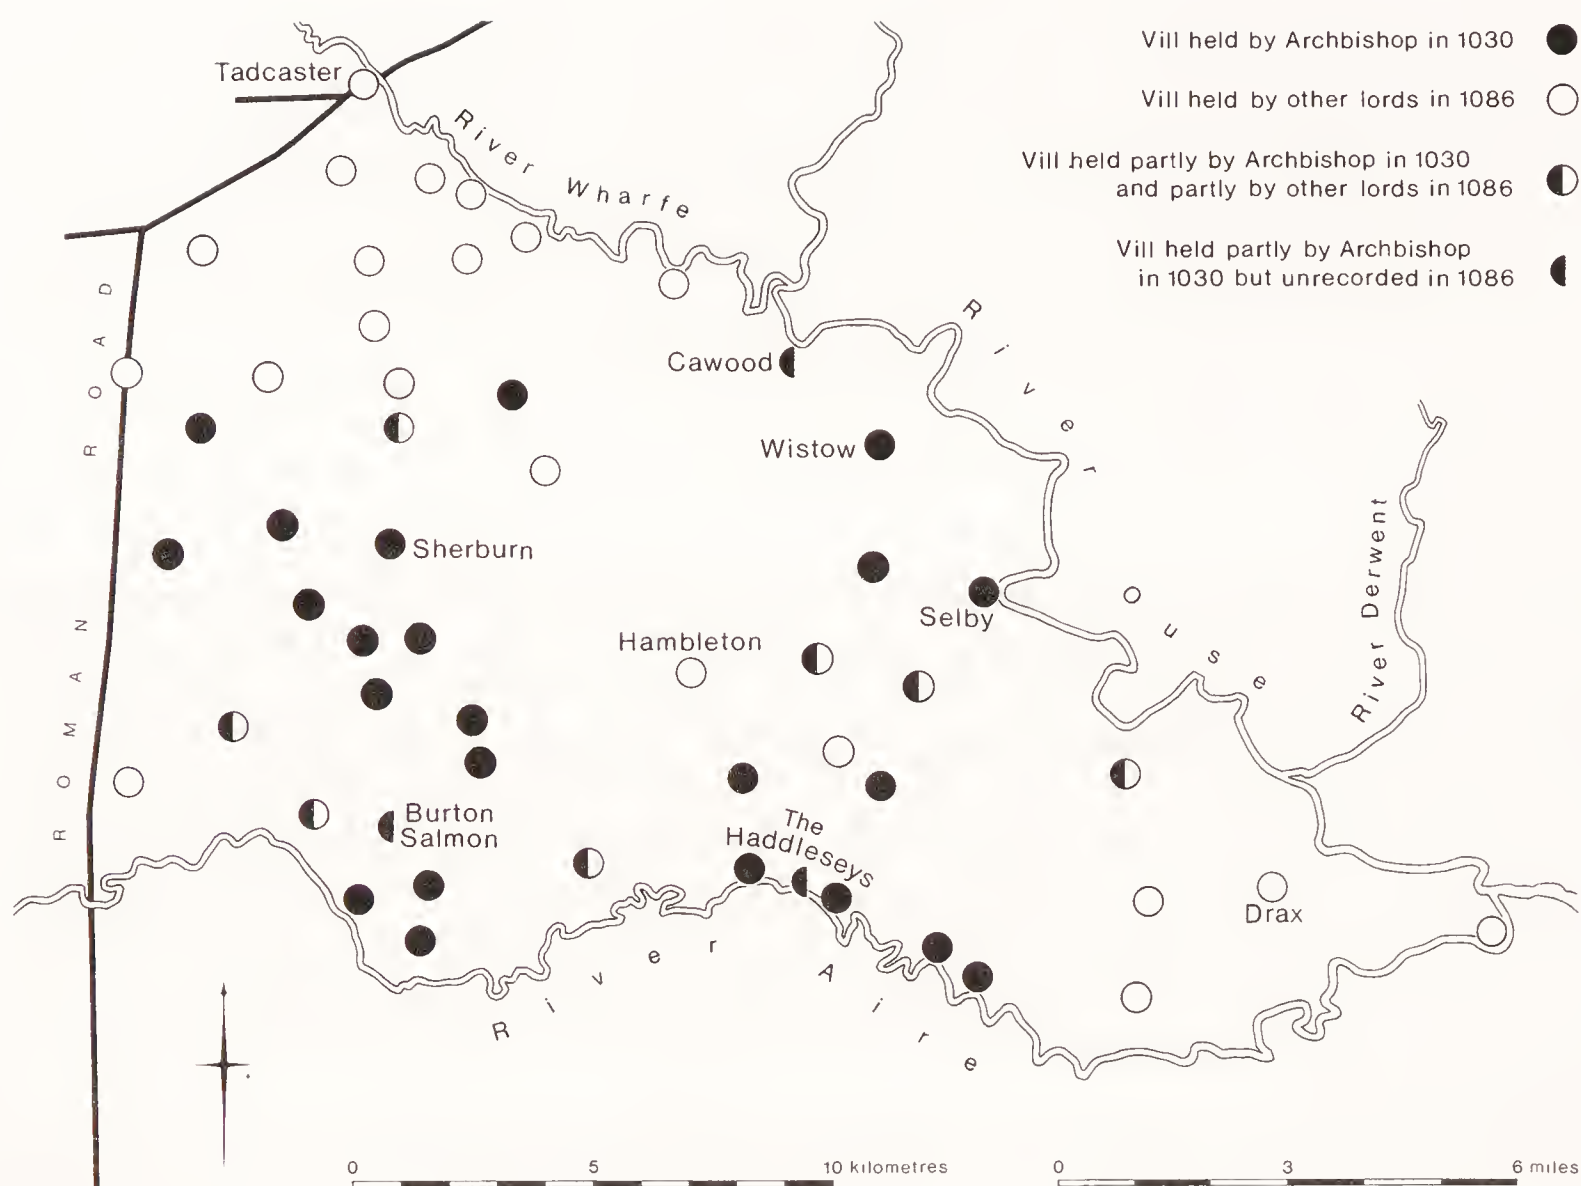 Vill held by Archbishop in 1030
Vill held by other lords in 1086
Vill held partly by Archbishop in 1030
and partly by other lords in 1086
Vill held partly by Archbishop
in 1030 but unrecorded in 1086
Tadcaster
River Wharfe
ROMAN ROAD
Cawood
River Ouse
Wistow
Sherburn
Selby
River Derwent
Hambleton
Burton
Salmon
The
Haddleseys
Drax
River Aire
0 5 10 kilometres
0 3 6 miles